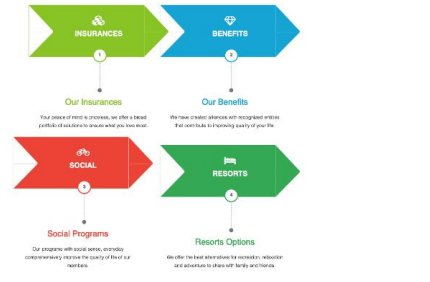 INSURANCES
1
Our Insurances
Your peace of mind is priceless, we offer a broad
portfolio of solutions to ensure what you love most.
BENEFITS
2
Our Benefits
We have created alliances with recognized entities
that contribute to improving quality of your life.
SOCIAL
3
Social Programs
Our programs with social sense, everyday
comprehensively improve the quality of life of our
members.
RESORTS
4
Resorts Options
We offer the best alternatives for recreation, relaxation
and adventure to share with family and friends.